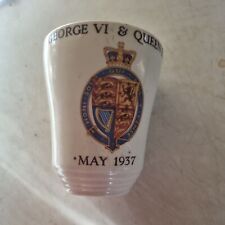 GEORGE VI & QUEEN
MAY 1937